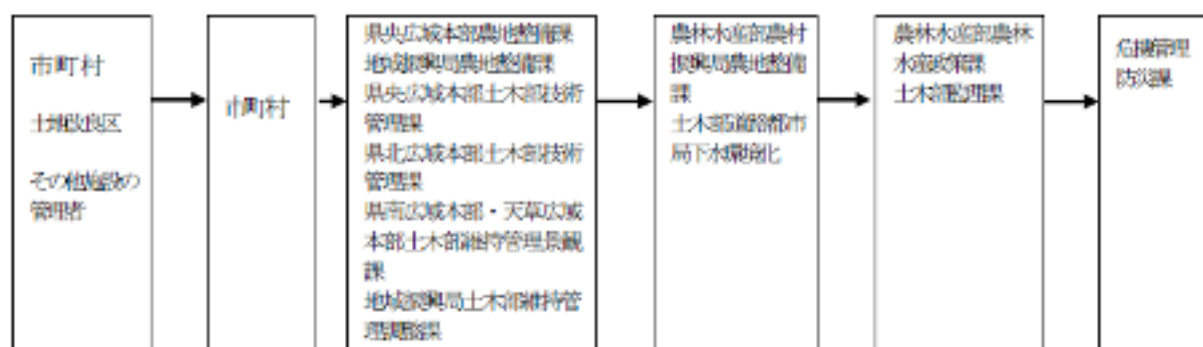 市町村
土地改良区
その他施設の
管理者
市町村
県央広域本部農地整備課
地域振興局農地整備課
県央広域本部土木部技術
管理課
県北広域本部土木部技術
管理課
県南広域本部・天草広域
本部土木部維持管理景観
課
地域振興局土木部維持管
理調整課
農林水産部農村
振興局農地整備
課
土木部道路都市
局下水環境化
農林水産部農林
水産政策課
土木部監理課
危機管理
防災課